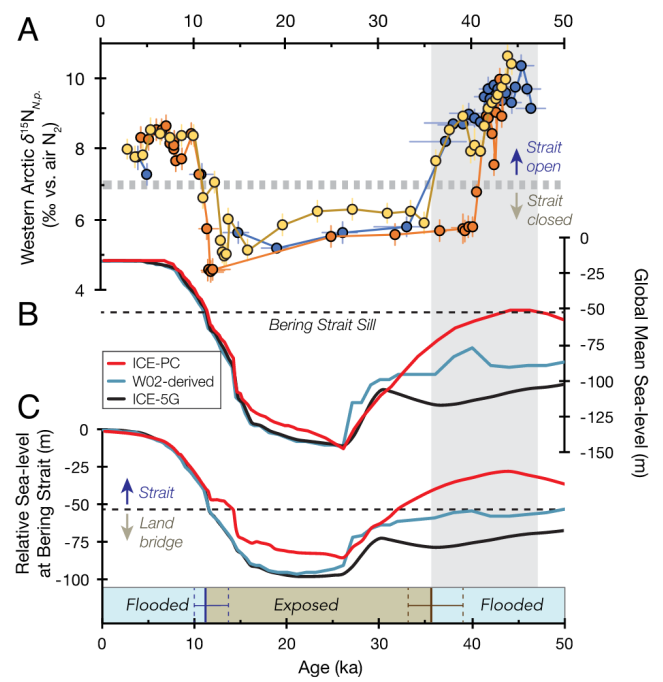 A
0 10 20 30 40 50
Western Arctic δ¹⁵N_N.p.
(‰ vs. air N₂)
10
8
6
4
Strait
open
Strait
closed
B
Bering Strait Sill
ICE-PC
W02-derived
ICE-5G
0
-25
-50
-75
-100
-125
-150
Global Mean Sea-level (m)
C
Relative Sea-level
at Bering Strait (m)
0
-25
-50
-75
-100
Strait
Land
bridge
Flooded Exposed Flooded
0 10 20 30 40 50
Age (ka)